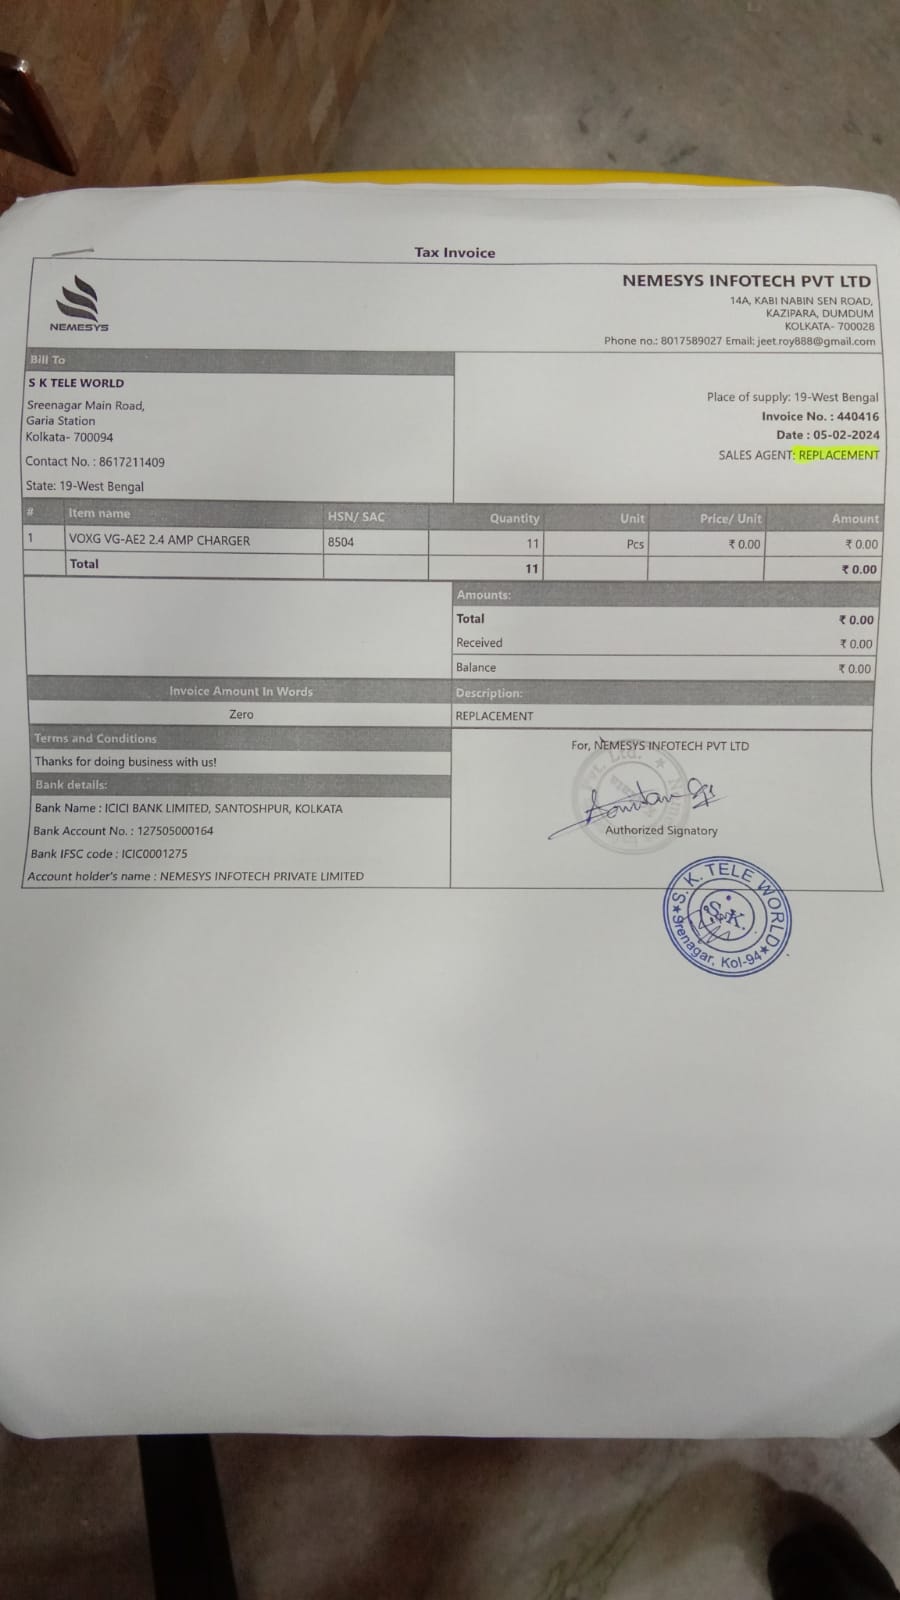 Tax Invoice
NEMESYS
NEMESYS INFOTECH PVT LTD
14A, KABI NABIN SEN ROAD,
KAZIPARA, DUMDUM
KOLKATA- 700028
Phone no.: 8017589027 Email: jeet.roy888@gmail.com
Bill To
S K TELE WORLD
Sreenagar Main Road,
Garia Station
Kolkata- 700094
Contact No. : 8617211409
State: 19-West Bengal
Place of supply: 19-West Bengal
Invoice No. : 440416
Date : 05-02-2024
SALES AGENT: REPLACEMENT
# Item name HSN/ SAC Quantity Unit Price/ Unit Amount
1 VOXG VG-AE2 2.4 AMP CHARGER 8504 11 Pcs ₹ 0.00 ₹ 0.00
Total 11 ₹ 0.00
Amounts:
Total ₹ 0.00
Received ₹ 0.00
Balance ₹ 0.00
Invoice Amount In Words
Zero
Description:
REPLACEMENT
Terms and Conditions
Thanks for doing business with us!
Bank details:
Bank Name : ICICI BANK LIMITED, SANTOSHPUR, KOLKATA
Bank Account No. : 127505000164
Bank IFSC code : ICIC0001275
Account holder's name : NEMESYS INFOTECH PRIVATE LIMITED
For, NEMESYS INFOTECH PVT LTD
Pvt. Ltd.
Authorized Signatory
S. K. TELE WORLD
S.K.
Srenagar, Kol-94